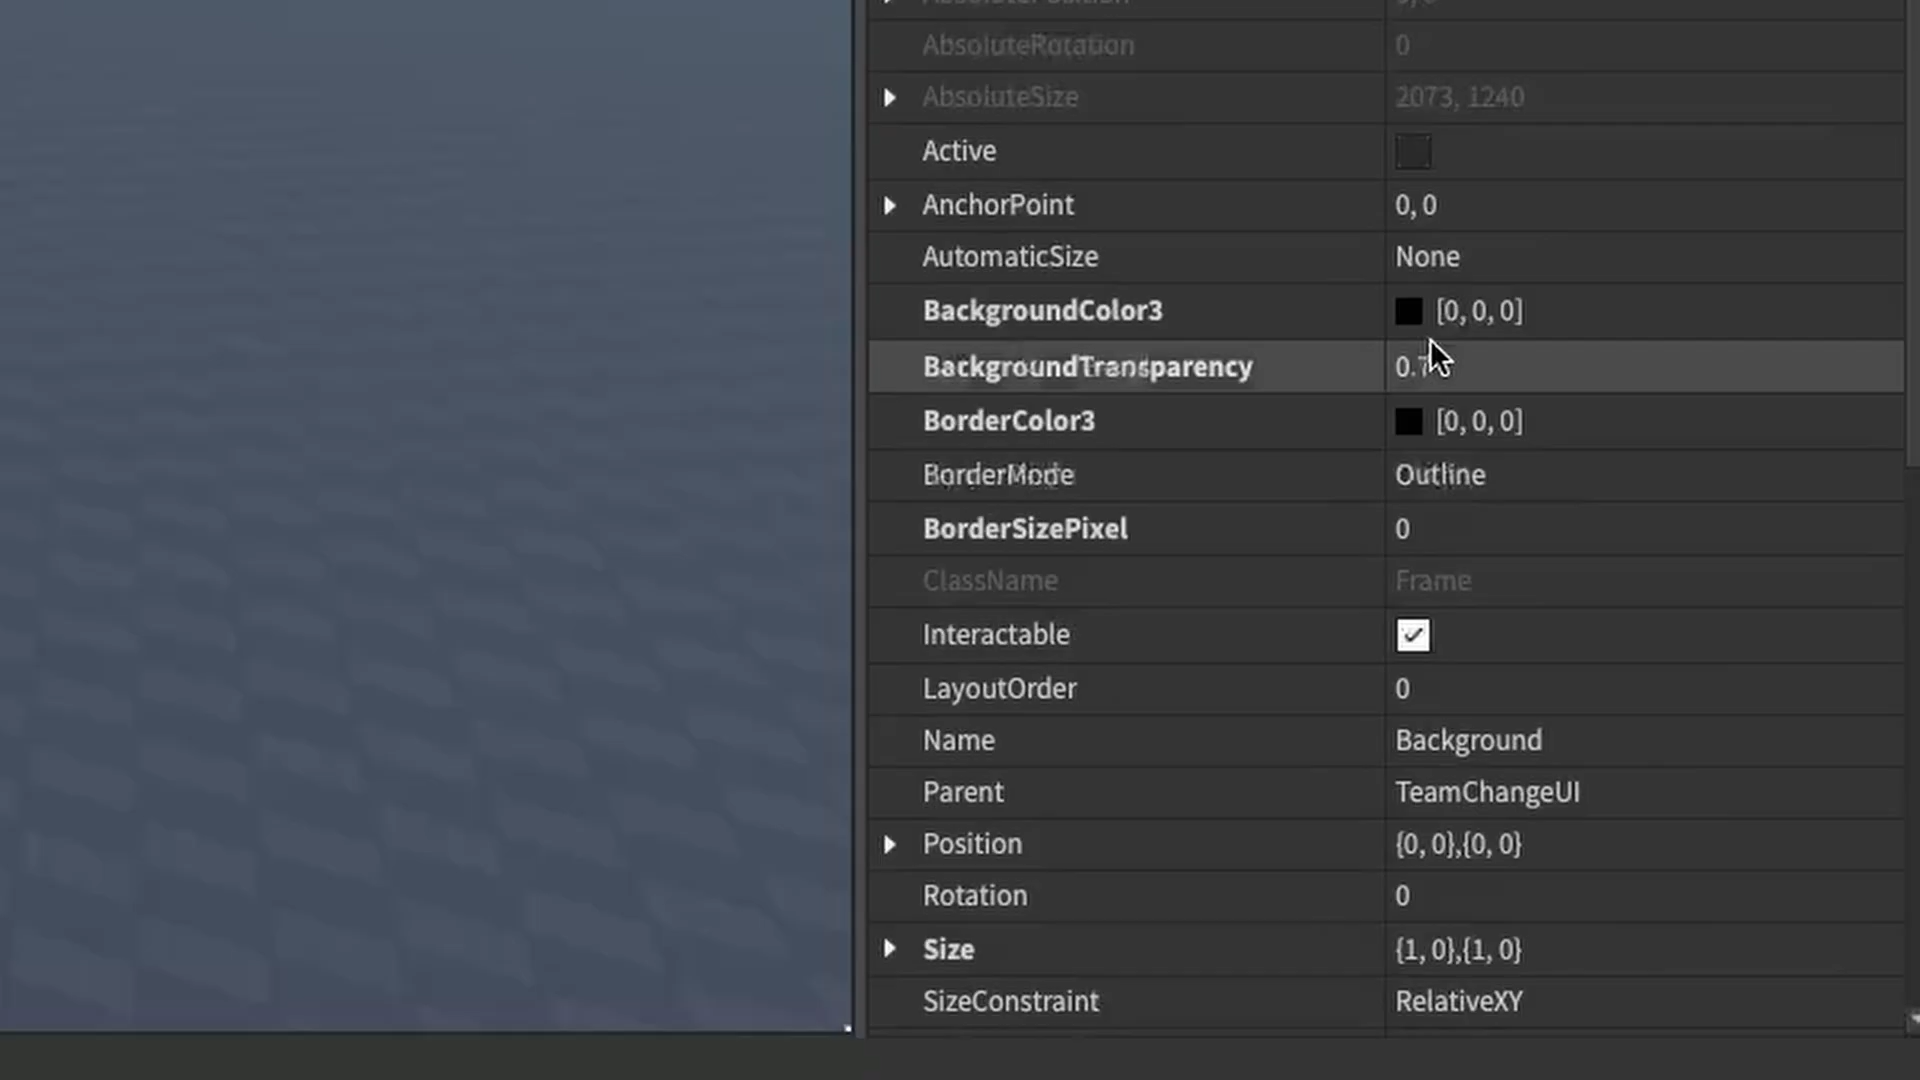 AbsoluteRotation 0
AbsoluteSize 2073, 1240
Active
AnchorPoint 0, 0
AutomaticSize None
BackgroundColor3 [0, 0, 0]
BackgroundTransparency
BorderColor3 [0, 0, 0]
BorderMode Outline
BorderSizePixel 0
ClassName Frame
Interactable
LayoutOrder 0
Name Background
Parent TeamChangeUI
Position {0, 0},{0, 0}
Rotation 0
Size {1, 0},{1, 0}
SizeConstraint RelativeXY